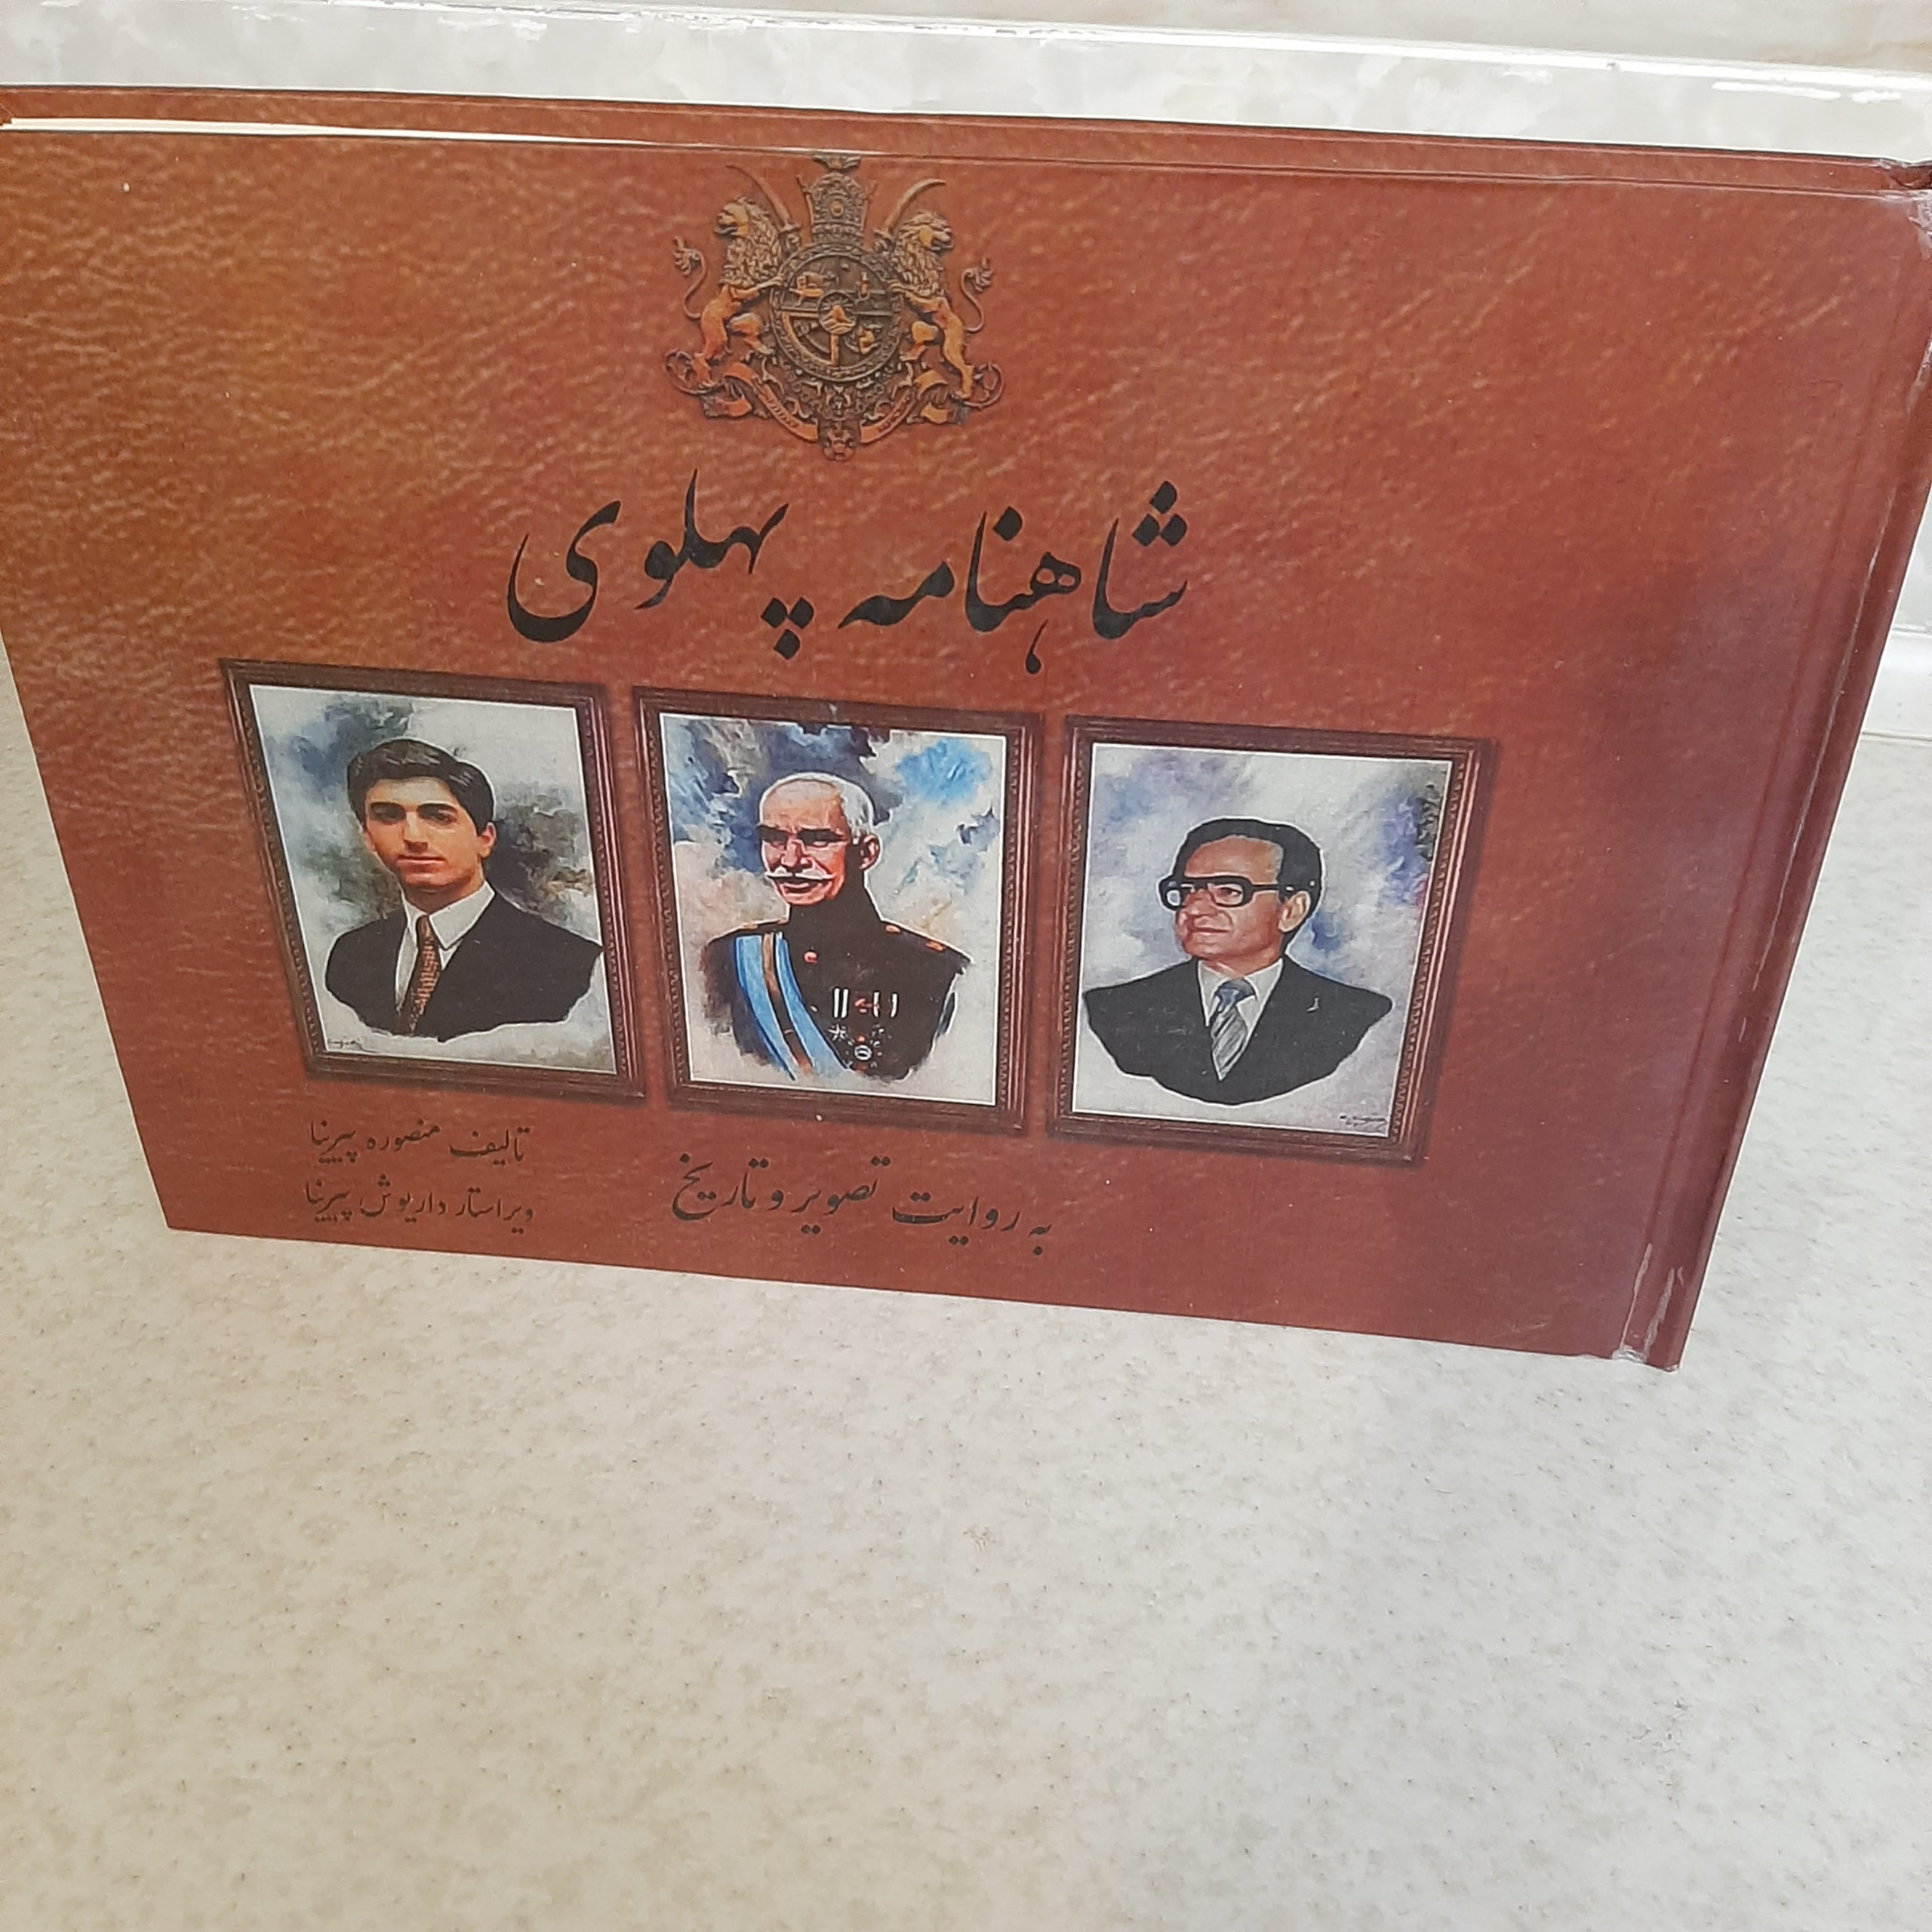 شاهنامه پهلوی
به روایت تصویر و تاریخ
تالیف منصوره پیرنیا
ویراستار داریوش پیرنیا